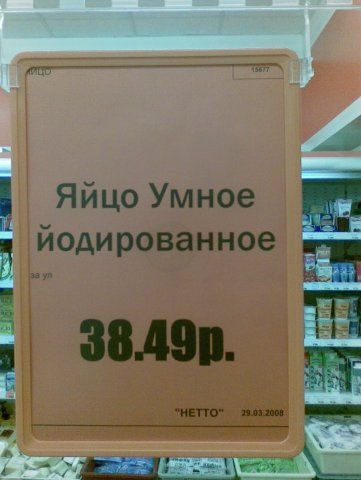 ЯЙЦО
15677
Яйцо Умное
йодированное
за уп
38.49р.
"НЕТТО" 29.03.2008